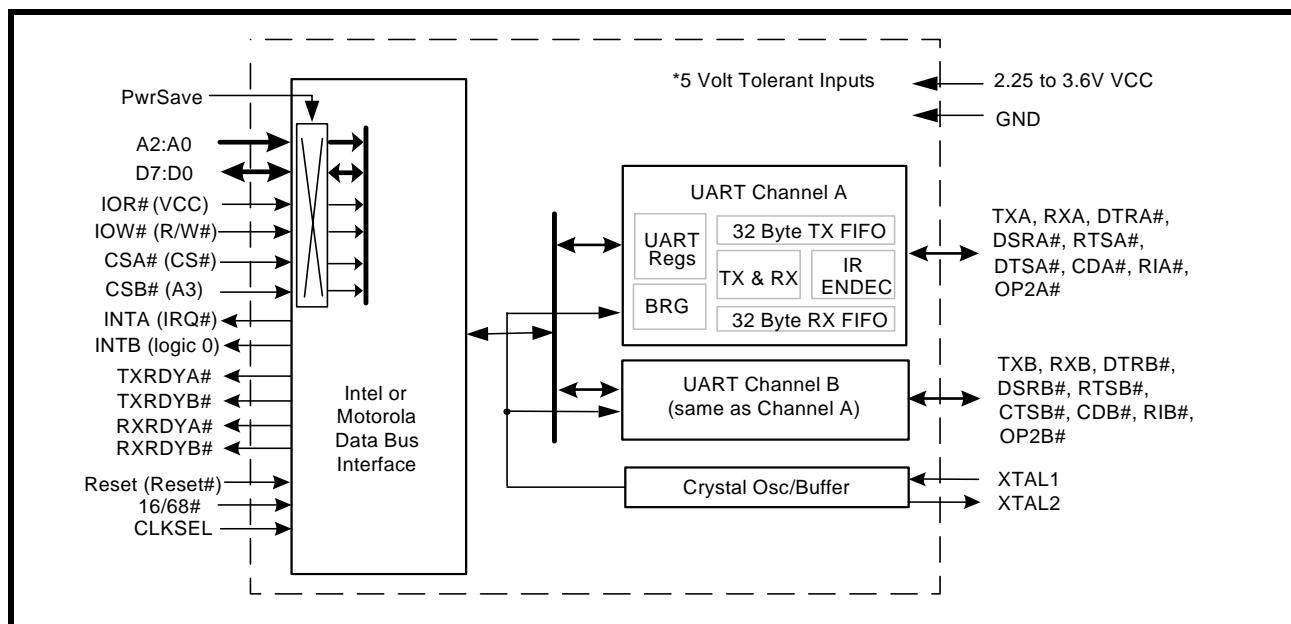 *5 Volt Tolerant Inputs
2.25 to 3.6V VCC
GND
PwrSave
A2:A0
D7:D0
IOR# (VCC)
IOW# (R/W#)
CSA# (CS#)
CSB# (A3)
INTA (IRQ#)
INTB (logic 0)
TXRDYA#
TXRDYB#
RXRDYA#
RXRDYB#
Reset (Reset#)
16/68#
CLKSEL
Intel or
Motorola
Data Bus
Interface
UART Channel A
UART
Regs
BRG
32 Byte TX FIFO
TX & RX
IR
ENDEC
32 Byte RX FIFO
TXA, RXA, DTRA#,
DSRA#, RTSA#,
DTSA#, CDA#, RIA#,
OP2A#
UART Channel B
(same as Channel A)
TXB, RXB, DTRB#,
DSRB#, RTSB#,
CTSB#, CDB#, RIB#,
OP2B#
Crystal Osc/Buffer
XTAL1
XTAL2